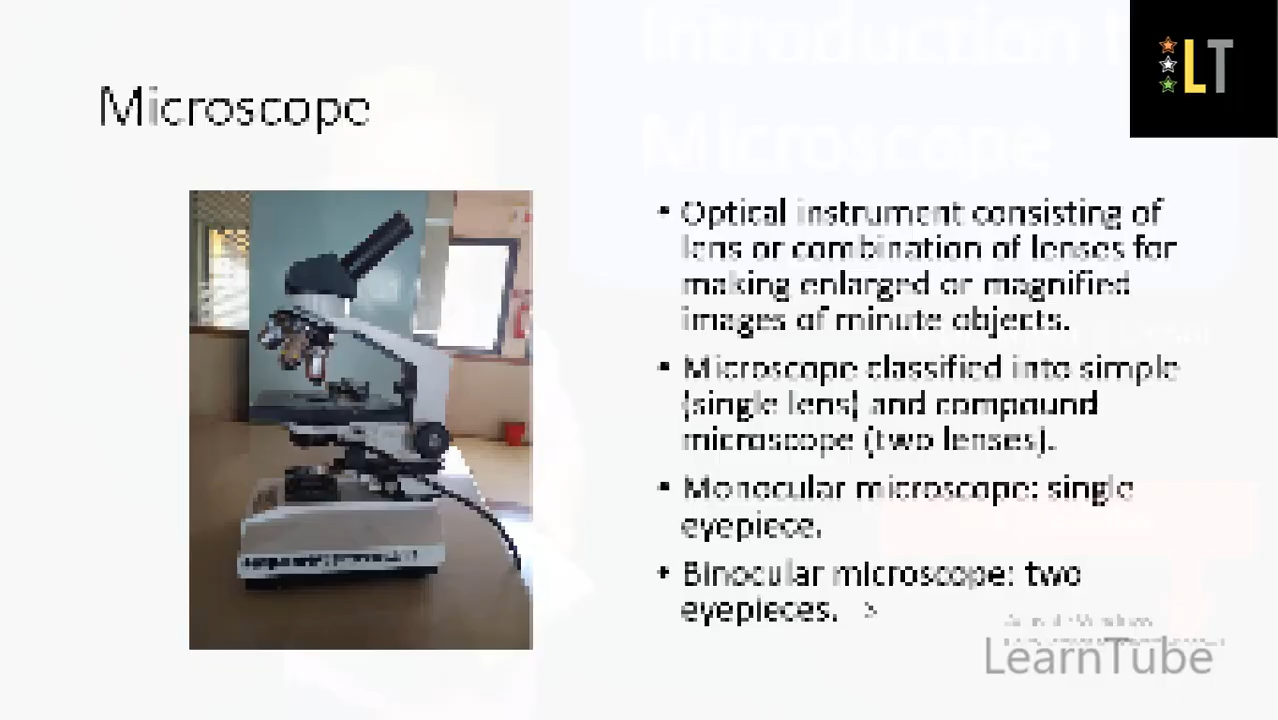 Introduction t
Microscope
LT
Microscope
• Optical instrument consisting of
lens or combination of lenses for
making enlarged or magnified
images of minute objects.
• Microscope classified into simple
(single lens) and compound
microscope (two lenses).
• Monocular microscope: single
eyepiece.
• Binocular microscope: two
eyepieces.
LearnTube